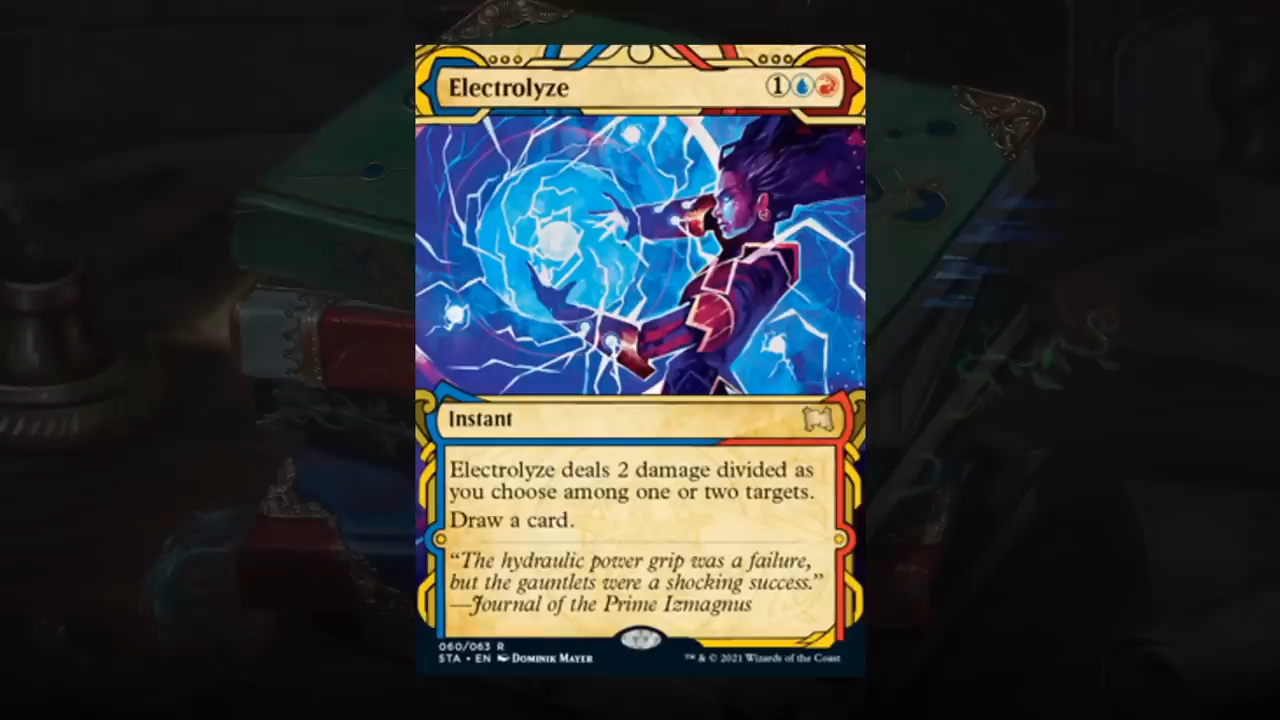 Electrolyze
1
Instant
Electrolyze deals 2 damage divided as
you choose among one or two targets.
Draw a card.
“The hydraulic power grip was a failure,
but the gauntlets were a shocking success.”
—Journal of the Prime Izmagnus
060/063 R
STA • EN Dominik Mayer
™ & © 2021 Wizards of the Coast